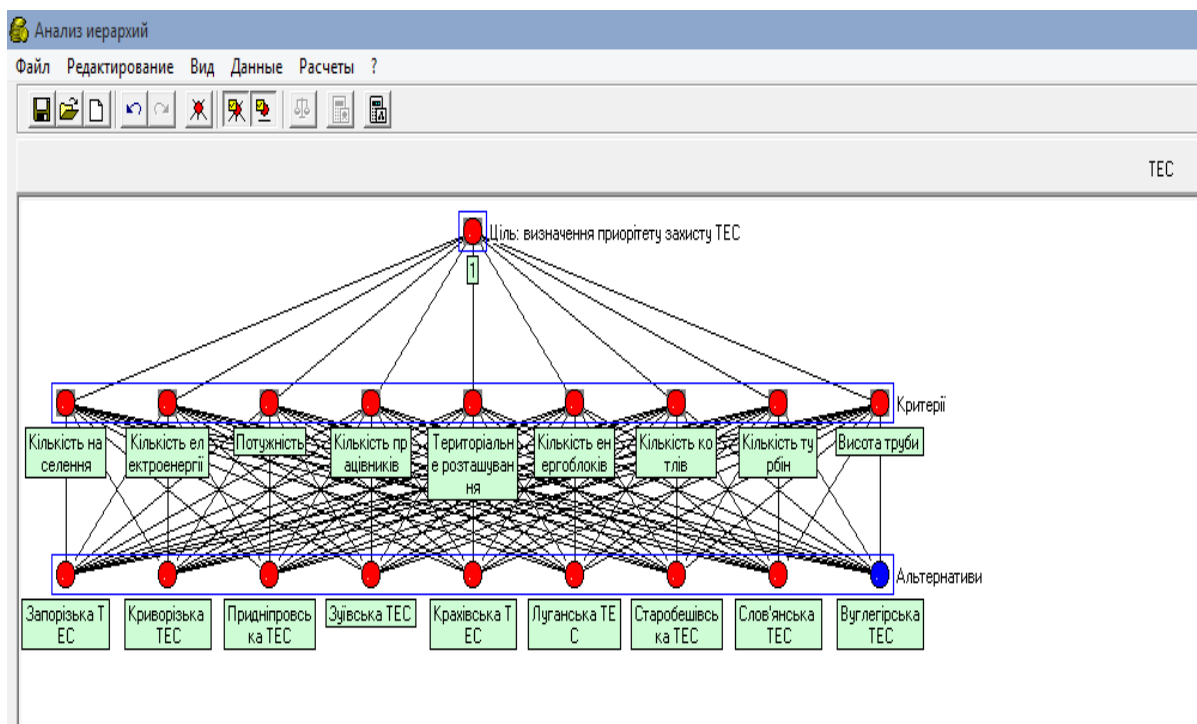 Анализ иерархий
Файл Редактирование Вид Данные Расчеты ?
ТЕС
Ціль: визначення приорітету захисту ТЕС
1
Критерії
Кількість на
селення
Кількість ел
ектроенергії
Потужність
Кількість пр
ацівників
Територіальн
е розташуван
ня
Кількість ен
ергоблоків
Кількість ко
тлів
Кількість ту
рбін
Висота труби
Альтернативи
Запорізька Т
ЕС
Криворізька
ТЕС
Придніпровсь
ка ТЕС
Зуївська ТЕС
Крахівська Т
ЕС
Луганська ТЕ
С
Старобешівсь
ка ТЕС
Слов'янська
ТЕС
Вуглегірська
ТЕС